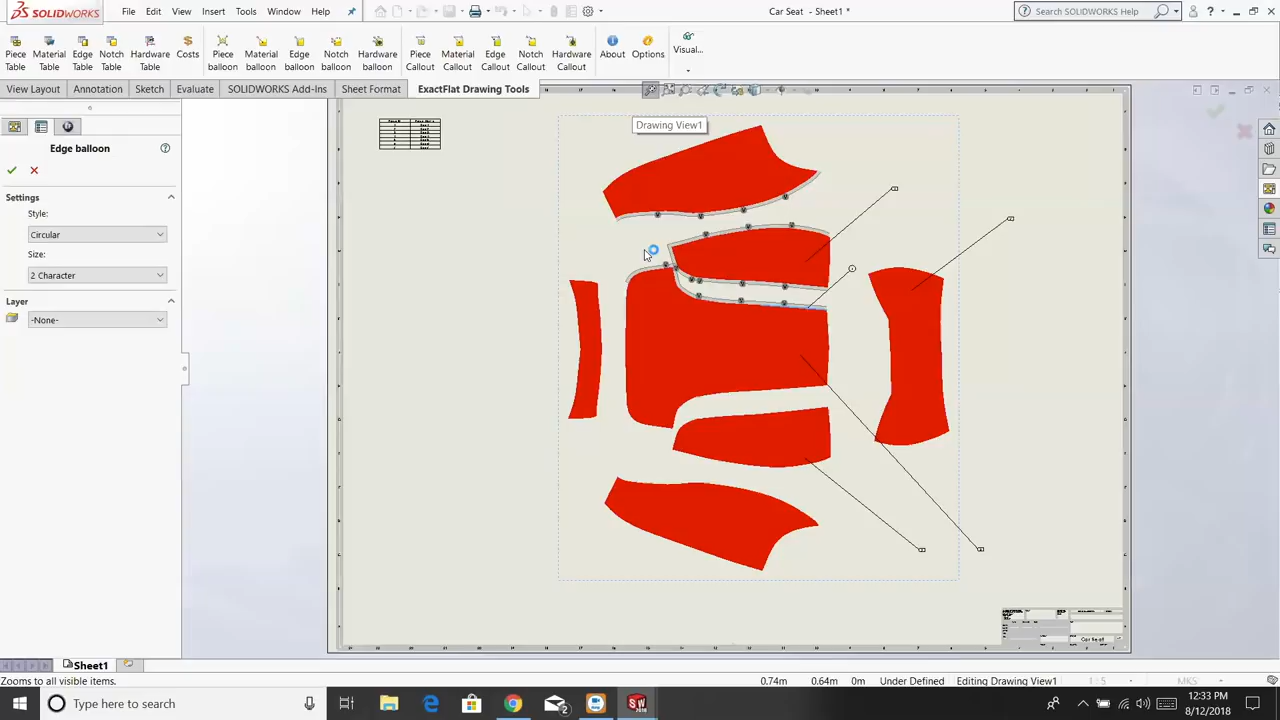 SOLIDWORKS File Edit View Insert Tools Window Help Car Seat - Sheet1 * Search SOLIDWORKS Help
Piece Table
Material Table
Edge Table
Notch Table
Hardware Table
Costs
Piece balloon
Material balloon
Edge balloon
Notch balloon
Hardware balloon
Piece Callout
Material Callout
Edge Callout
Notch Callout
Hardware Callout
About
Options
Visual...
View Layout Annotation Sketch Evaluate SOLIDWORKS Add-Ins Sheet Format ExactFlat Drawing Tools
Drawing View1
Edge balloon
Settings
Style:
Circular
Size:
2 Character
Layer
-None-
Sheet1
Zooms to all visible items. 0.74m 0.64m 0m Under Defined Editing Drawing View1 1 : 5 MKS
Type here to search
12:33 PM
8/12/2018